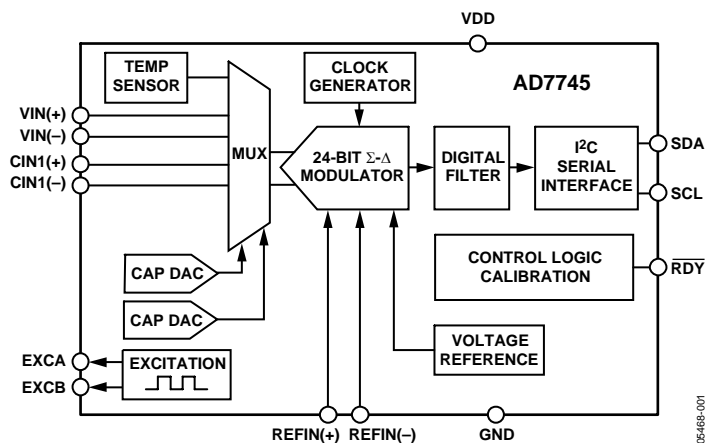 VDD
TEMP
SENSOR
CLOCK
GENERATOR
AD7745
VIN(+)
VIN(–)
CIN1(+)
CIN1(–)
MUX
24-BIT Σ-Δ
MODULATOR
DIGITAL
FILTER
I²C
SERIAL
INTERFACE
SDA
SCL
CAP DAC
CAP DAC
CONTROL LOGIC
CALIBRATION
RDY
EXCA
EXCB
EXCITATION
VOLTAGE
REFERENCE
REFIN(+)
REFIN(–)
GND
05468-001